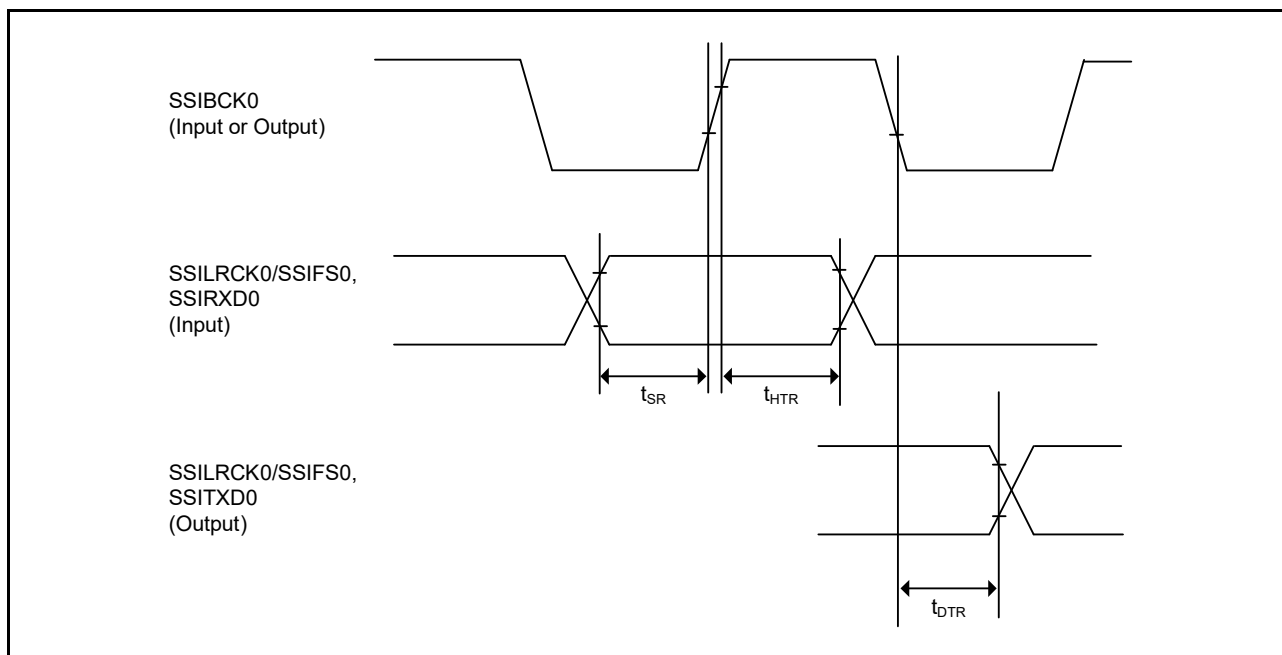 SSIBCK0
(Input or Output)
SSILRCK0/SSIFS0,
SSIRXD0
(Input)
tSR
tHTR
SSILRCK0/SSIFS0,
SSITXD0
(Output)
tDTR